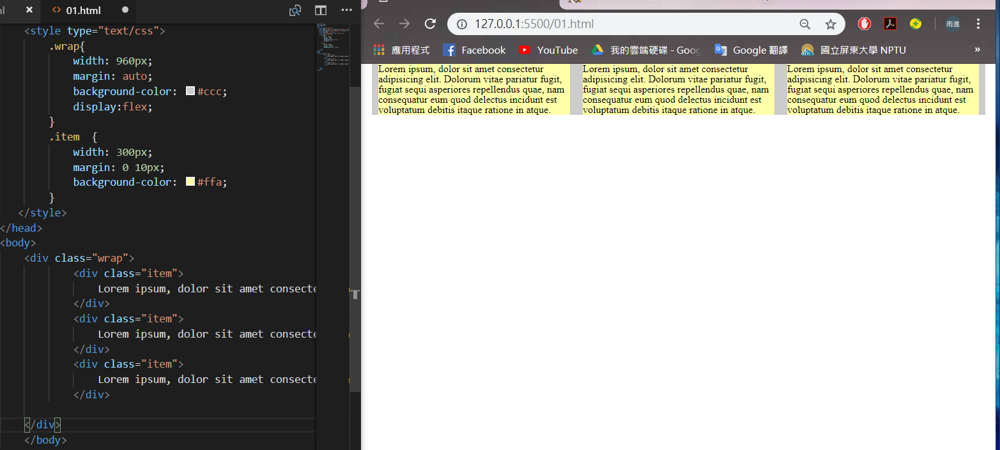 01.html
<style type="text/css">
.wrap{
width: 960px;
margin: auto;
background-color: #ccc;
display:flex;
}
.item {
width: 300px;
margin: 0 10px;
background-color: #ffa;
}
</style>
</head>
<body>
<div class="wrap">
<div class="item">
Lorem ipsum, dolor sit amet consecte
</div>
<div class="item">
Lorem ipsum, dolor sit amet consecte
</div>
<div class="item">
Lorem ipsum, dolor sit amet consecte
</div>
</div>
</body>
127.0.0.1:5500/01.html
雨進
應用程式 Facebook YouTube 我的雲端硬碟 - Goog Google 翻譯 國立屏東大學 NPTU »
Lorem ipsum, dolor sit amet consectetur
adipisicing elit. Dolorum vitae pariatur fugit,
fugiat sequi asperiores repellendus quae, nam
consequatur eum quod delectus incidunt est
voluptatum debitis itaque ratione in atque.
Lorem ipsum, dolor sit amet consectetur
adipisicing elit. Dolorum vitae pariatur fugit,
fugiat sequi asperiores repellendus quae, nam
consequatur eum quod delectus incidunt est
voluptatum debitis itaque ratione in atque.
Lorem ipsum, dolor sit amet consectetur
adipisicing elit. Dolorum vitae pariatur fugit,
fugiat sequi asperiores repellendus quae, nam
consequatur eum quod delectus incidunt est
voluptatum debitis itaque ratione in atque.